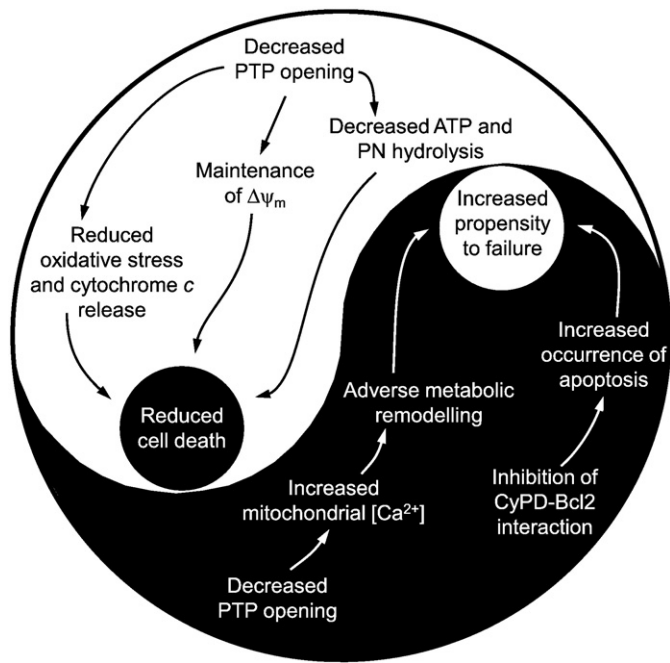 Decreased
PTP opening
Decreased ATP and
PN hydrolysis
Maintenance
of Δψm
Reduced
oxidative stress
and cytochrome c
release
Reduced
cell death
Increased
propensity
to failure
Increased
occurrence of
apoptosis
Adverse metabolic
remodelling
Inhibition of
CyPD-Bcl2
interaction
Increased
mitochondrial [Ca²⁺]
Decreased
PTP opening